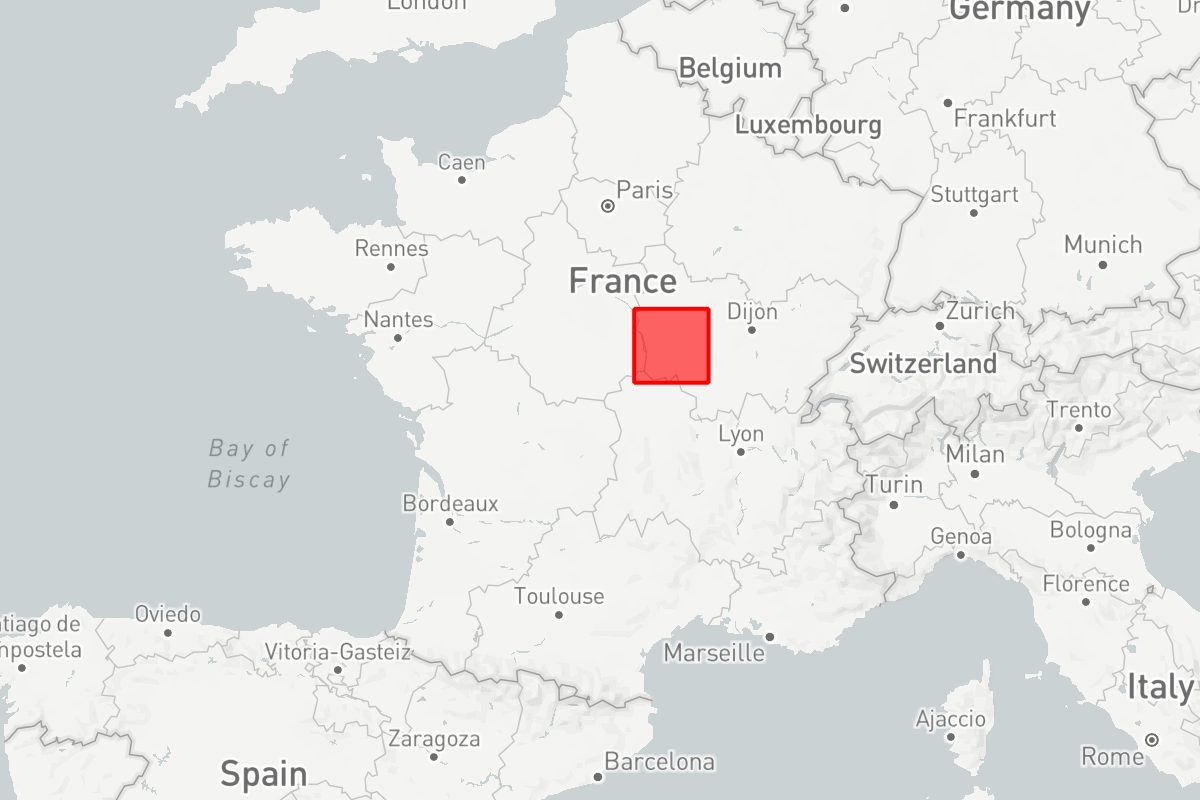 London
Germany
Belgium
Luxembourg
Frankfurt
Caen
Paris
Stuttgart
Rennes
Munich
France
Nantes
Dijon
Zurich
Switzerland
Trento
Lyon
Milan
Bay of
Biscay
Turin
Bordeaux
Genoa
Bologna
Toulouse
Florence
Oviedo
tiago de
mpostela
Vitoria-Gasteiz
Marseille
Italy
Ajaccio
Zaragoza
Rome
Barcelona
Spain